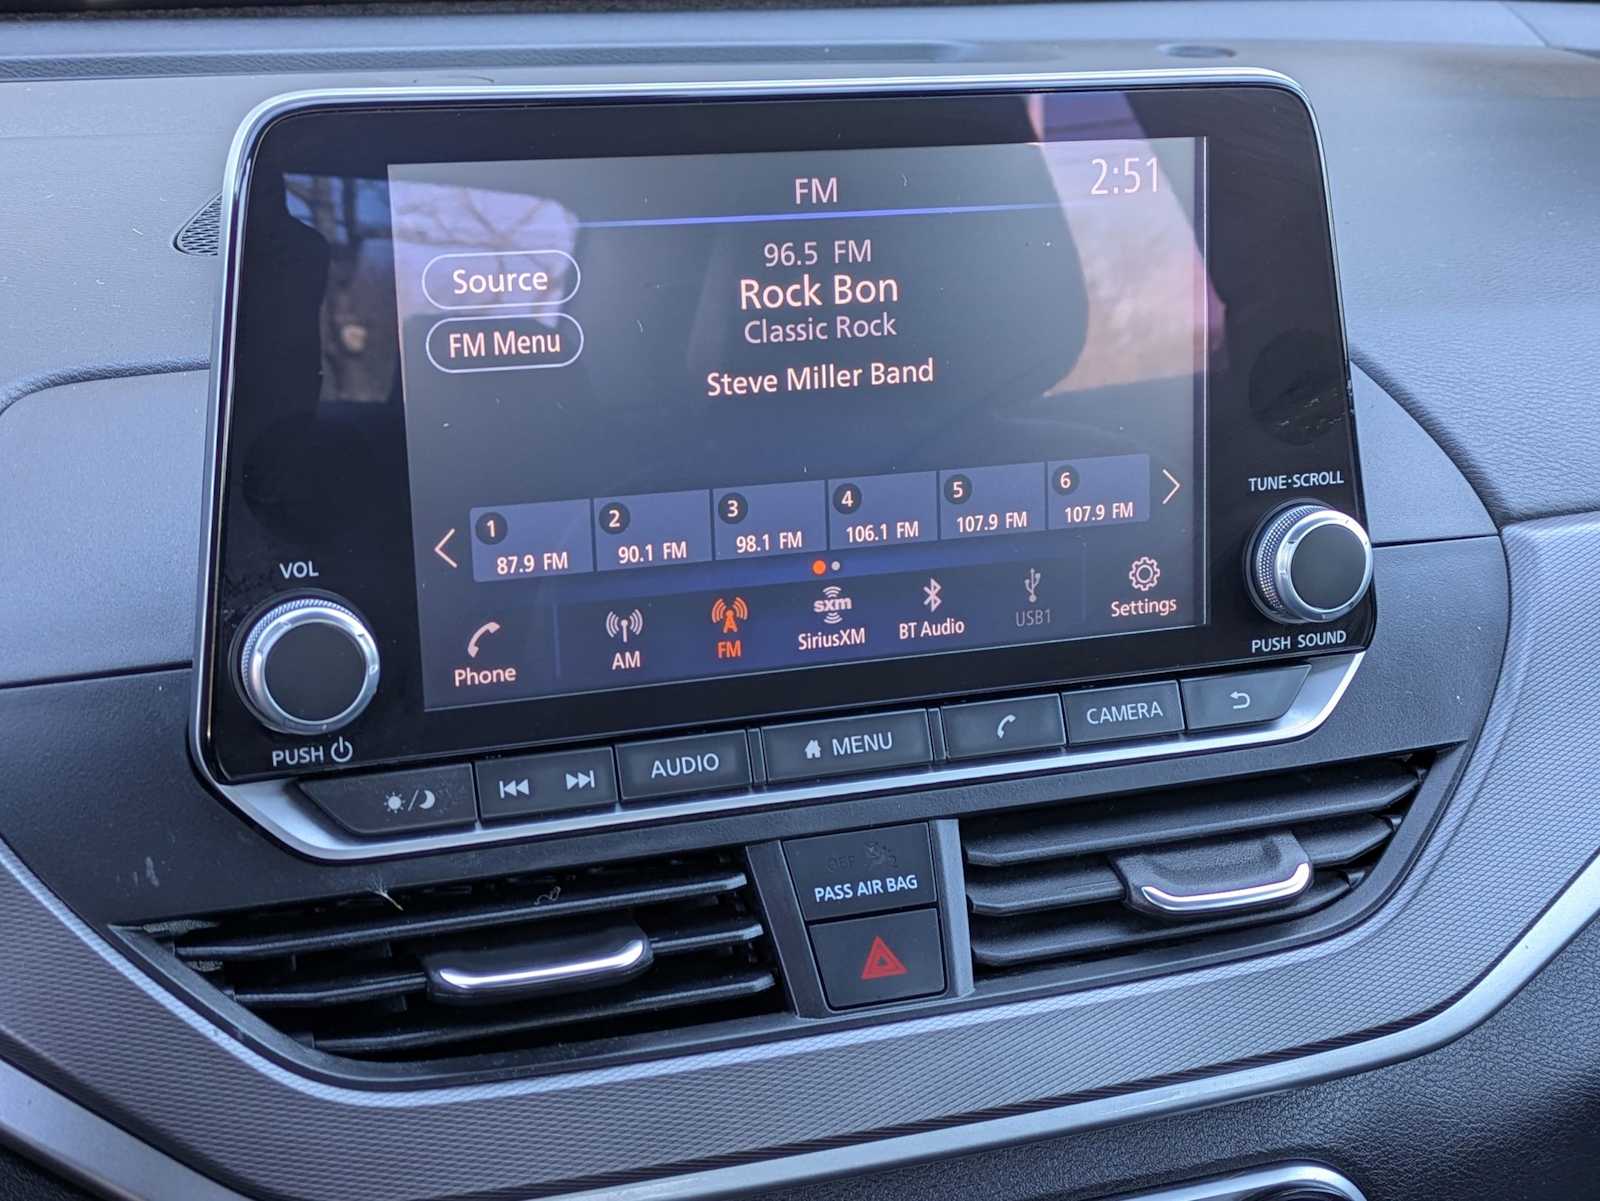 FM
2:51
Source
96.5 FM
Rock Bon
FM Menu
Classic Rock
Steve Miller Band
1
2
3
4
5
6
87.9 FM
90.1 FM
98.1 FM
106.1 FM
107.9 FM
107.9 FM
TUNE·SCROLL
VOL
Phone
AM
FM
sxm
SiriusXM
BT Audio
USB1
Settings
PUSH SOUND
PUSH
AUDIO
MENU
CAMERA
OFF 2
PASS AIR BAG